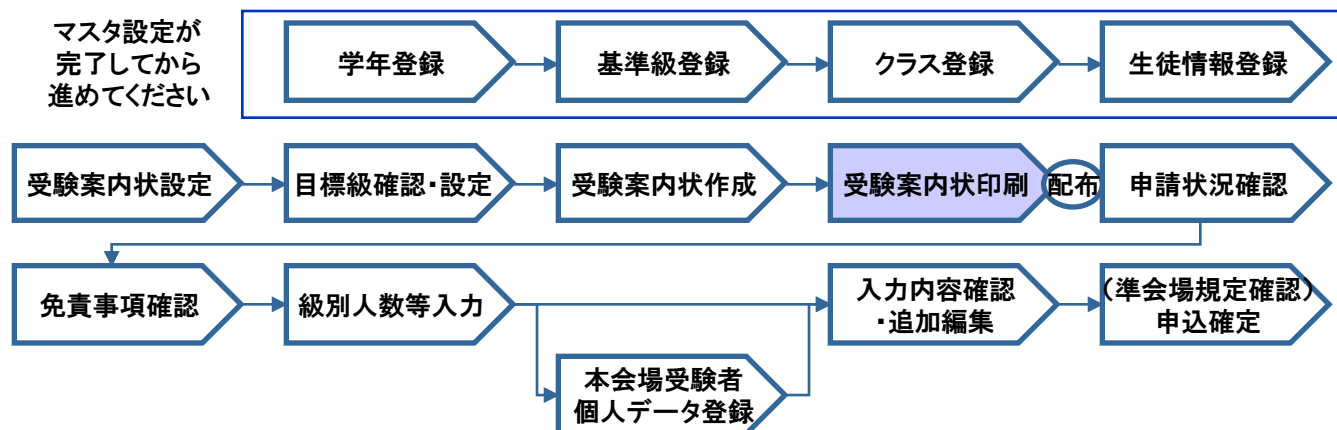 マスタ設定が
完了してから
進めてください
学年登録
基準級登録
クラス登録
生徒情報登録
受験案内状設定
目標級確認・設定
受験案内状作成
受験案内状印刷
配布
申請状況確認
免責事項確認
級別人数等入力
入力内容確認
・追加編集
（準会場規定確認）
申込確定
本会場受験者
個人データ登録